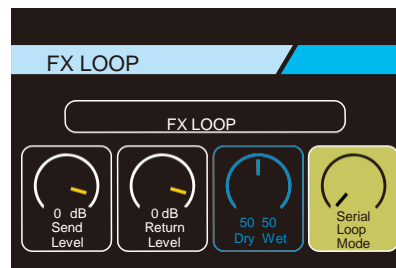 FX LOOP
FX LOOP
0 dB
Send
Level
0 dB
Return
Level
50 50
Dry Wet
Serial
Loop
Mode